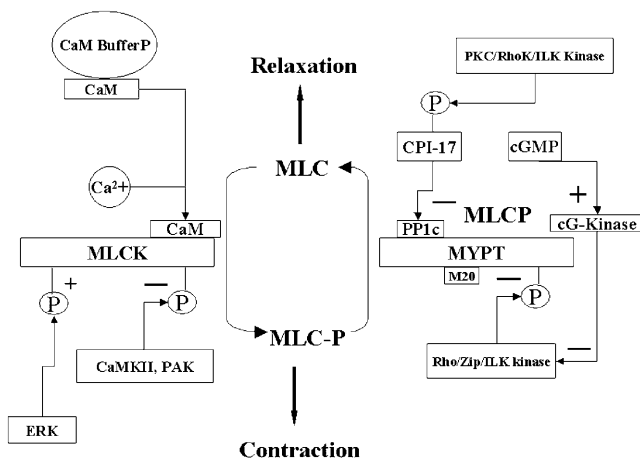 CaM BufferP
CaM
Ca²+
CaM
MLCK
P
+
P
−
CaMKII, PAK
ERK
Relaxation
MLC
MLC-P
Contraction
PKC/RhoK/ILK Kinase
P
CPI-17
cGMP
−
MLCP
+
PP1c
cG-Kinase
MYPT
M20
−
P
Rho/Zip/ILK kinase
−